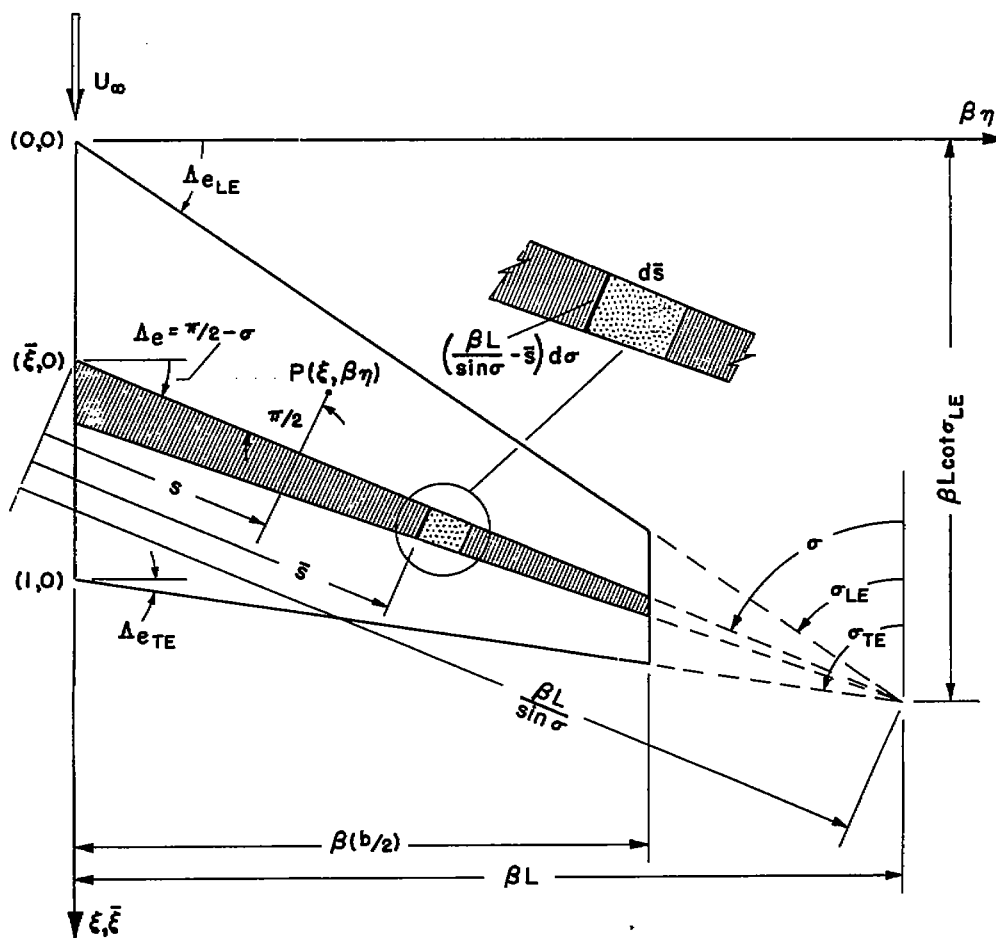 U∞
(0,0)
βη
Λe_LE
ds̄
(βL/sinσ - s̄) dσ
Λe = π/2 - σ
(ξ̄,0)
P(ξ, βη)
π/2
βL cot σ_LE
s
σ
s̄
σ_LE
(1,0)
σ_TE
Λe_TE
βL/sin σ
β(b/2)
βL
ξ,ξ̄